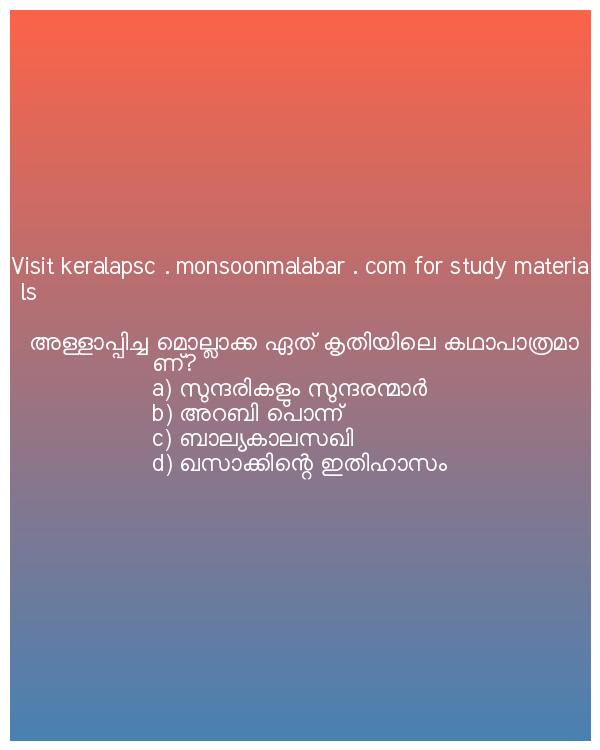 Visit keralapsc . monsoonmalabar . com for study materia
ls
അള്ളാപ്പിച്ച മൊല്ലാക്ക ഏത് കൃതിയിലെ കഥാപാത്രമാ
ണ്?
a) സുന്ദരികളും സുന്ദരന്മാർ
b) അറബി പൊന്ന്
c) ബാല്യകാലസഖി
d) ഖസാക്കിന്റെ ഇതിഹാസം